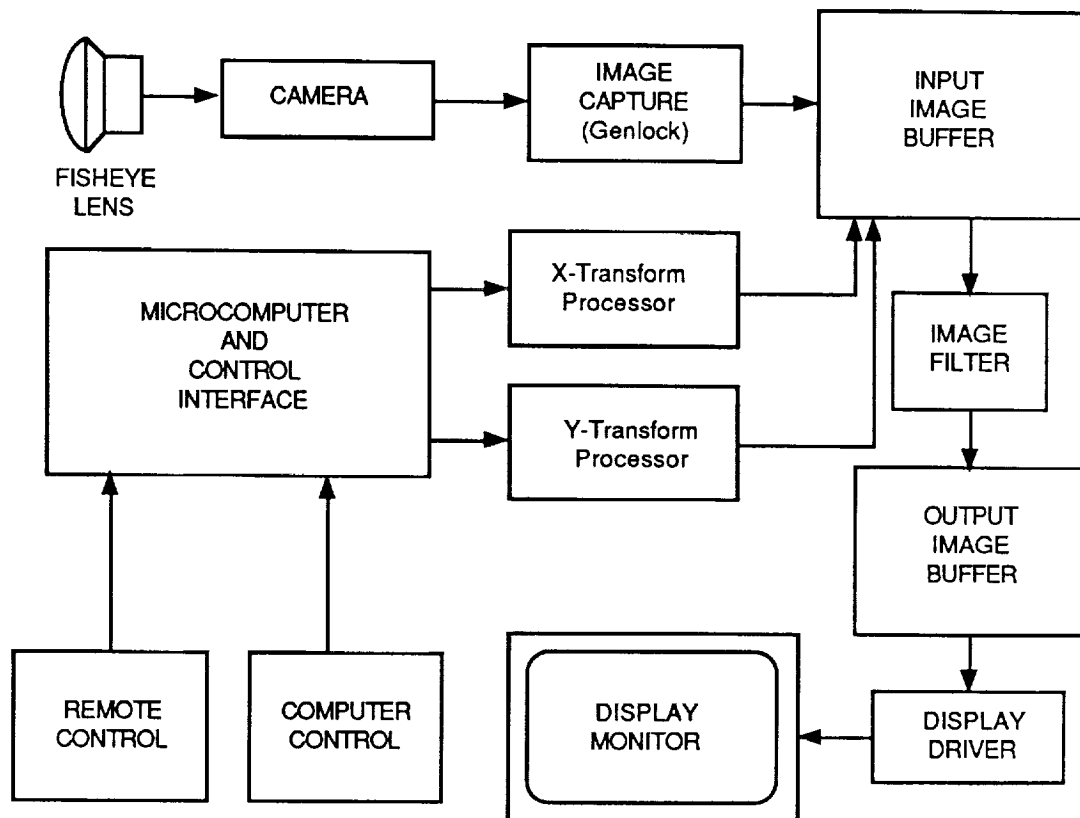 FISHEYE
LENS
CAMERA
IMAGE
CAPTURE
(Genlock)
INPUT
IMAGE
BUFFER
MICROCOMPUTER
AND
CONTROL
INTERFACE
X-Transform
Processor
Y-Transform
Processor
IMAGE
FILTER
OUTPUT
IMAGE
BUFFER
REMOTE
CONTROL
COMPUTER
CONTROL
DISPLAY
MONITOR
DISPLAY
DRIVER